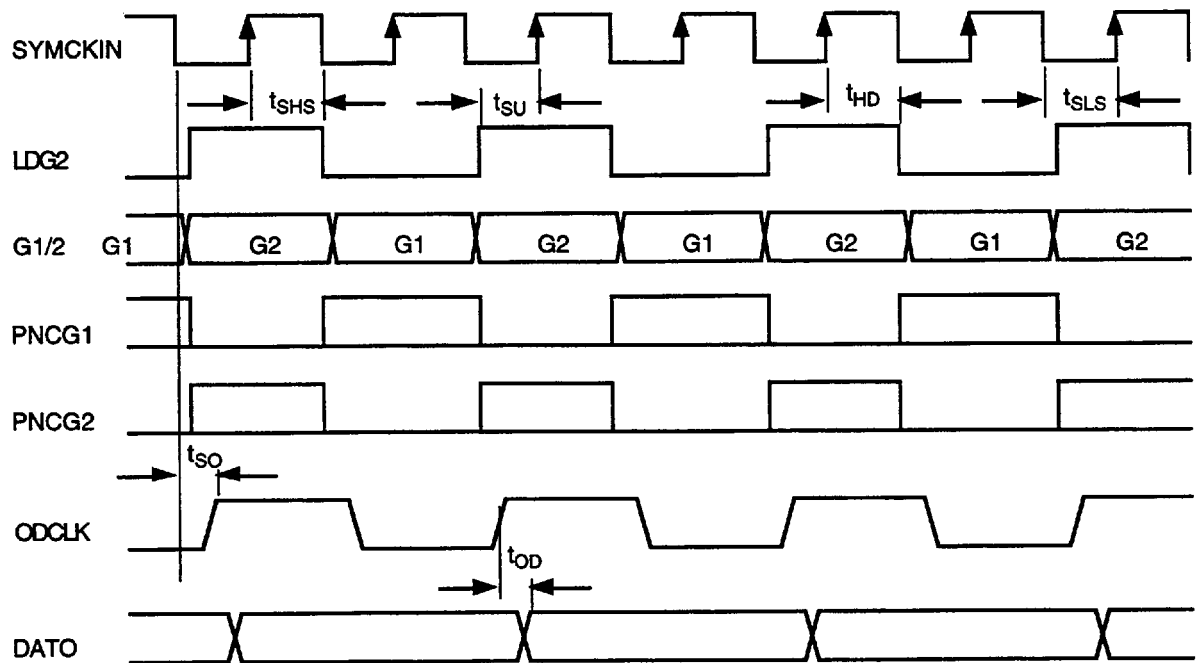 SYMCKIN
tSHS tSU tHD tSLS
LDG2
G1/2 G1 G2 G1 G2 G1 G2 G1 G2
PNCG1
PNCG2
tSO
ODCLK
tOD
DATO